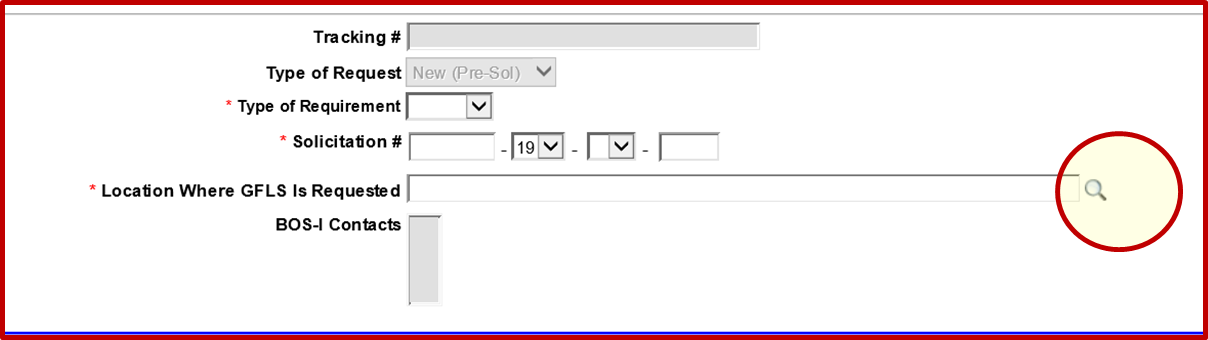 Tracking #
Type of Request New (Pre-Sol)
* Type of Requirement
* Solicitation # - 19 - -
* Location Where GFLS Is Requested
BOS-I Contacts